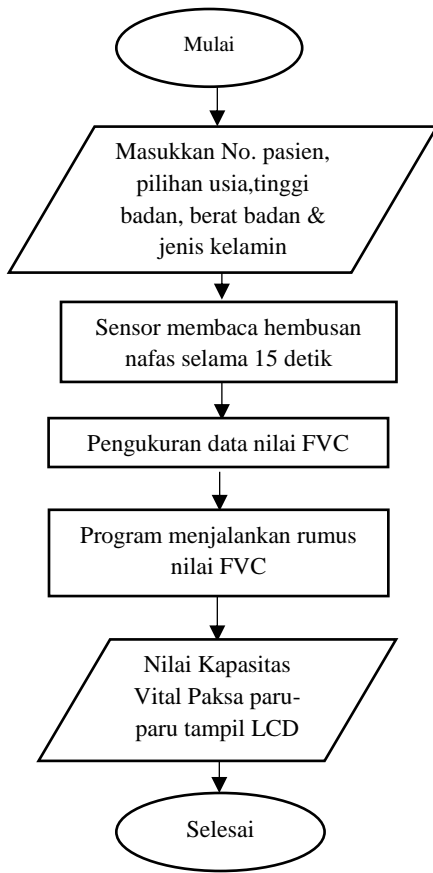 Mulai
Masukkan No. pasien,
pilihan usia,tinggi
badan, berat badan &
jenis kelamin
Sensor membaca hembusan
nafas selama 15 detik
Pengukuran data nilai FVC
Program menjalankan rumus
nilai FVC
Nilai Kapasitas
Vital Paksa paru-
paru tampil LCD
Selesai